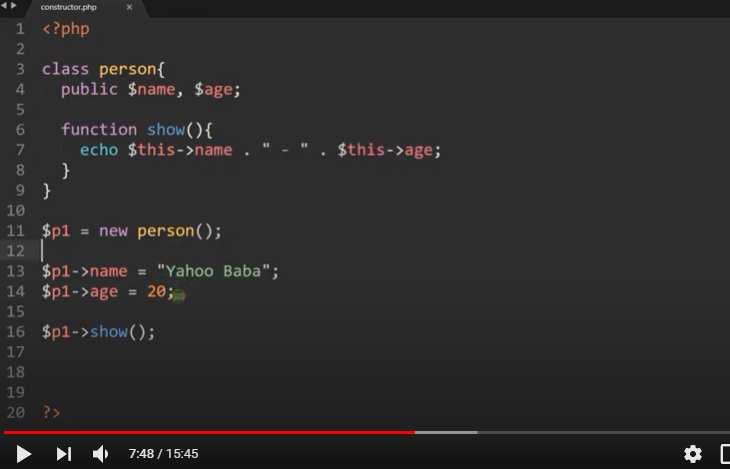 constructor.php ×
1 <?php
2
3 class person{
4 public $name, $age;
5
6 function show(){
7 echo $this->name . " - " . $this->age;
8 }
9 }
10
11 $p1 = new person();
12
13 $p1->name = "Yahoo Baba";
14 $p1->age = 20;
15
16 $p1->show();
17
18
19
20 ?>
7:48 / 15:45